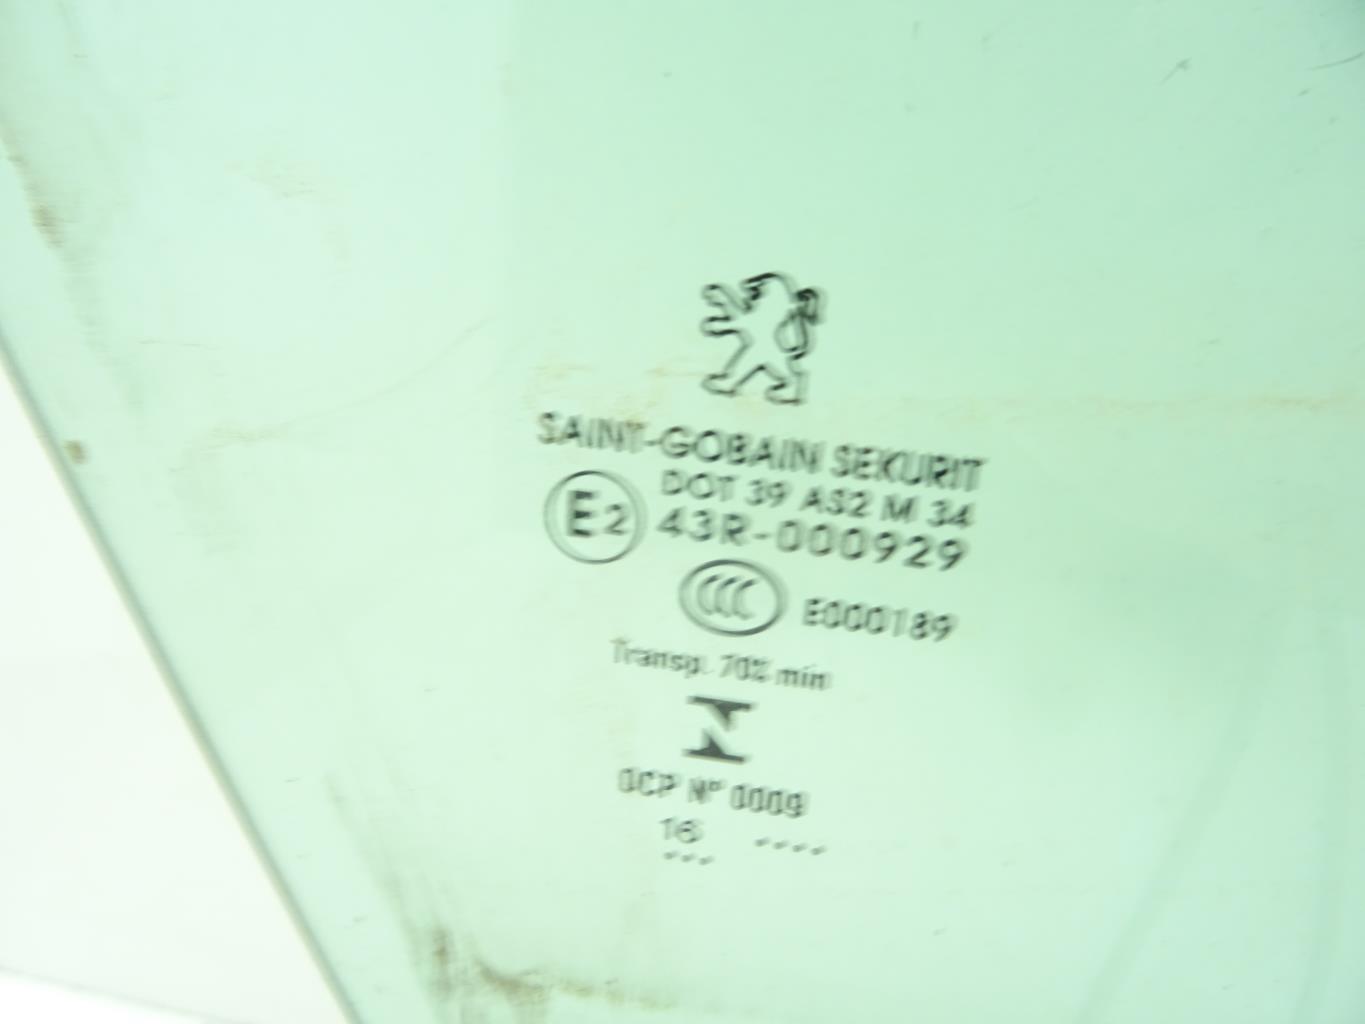 SAINT-GOBAIN SEKURIT
DOT 39 AS2 M 34
E2 43R-000929
CCC E000189
Transp. 70% min
OCP Nº 0009
16 ....
...